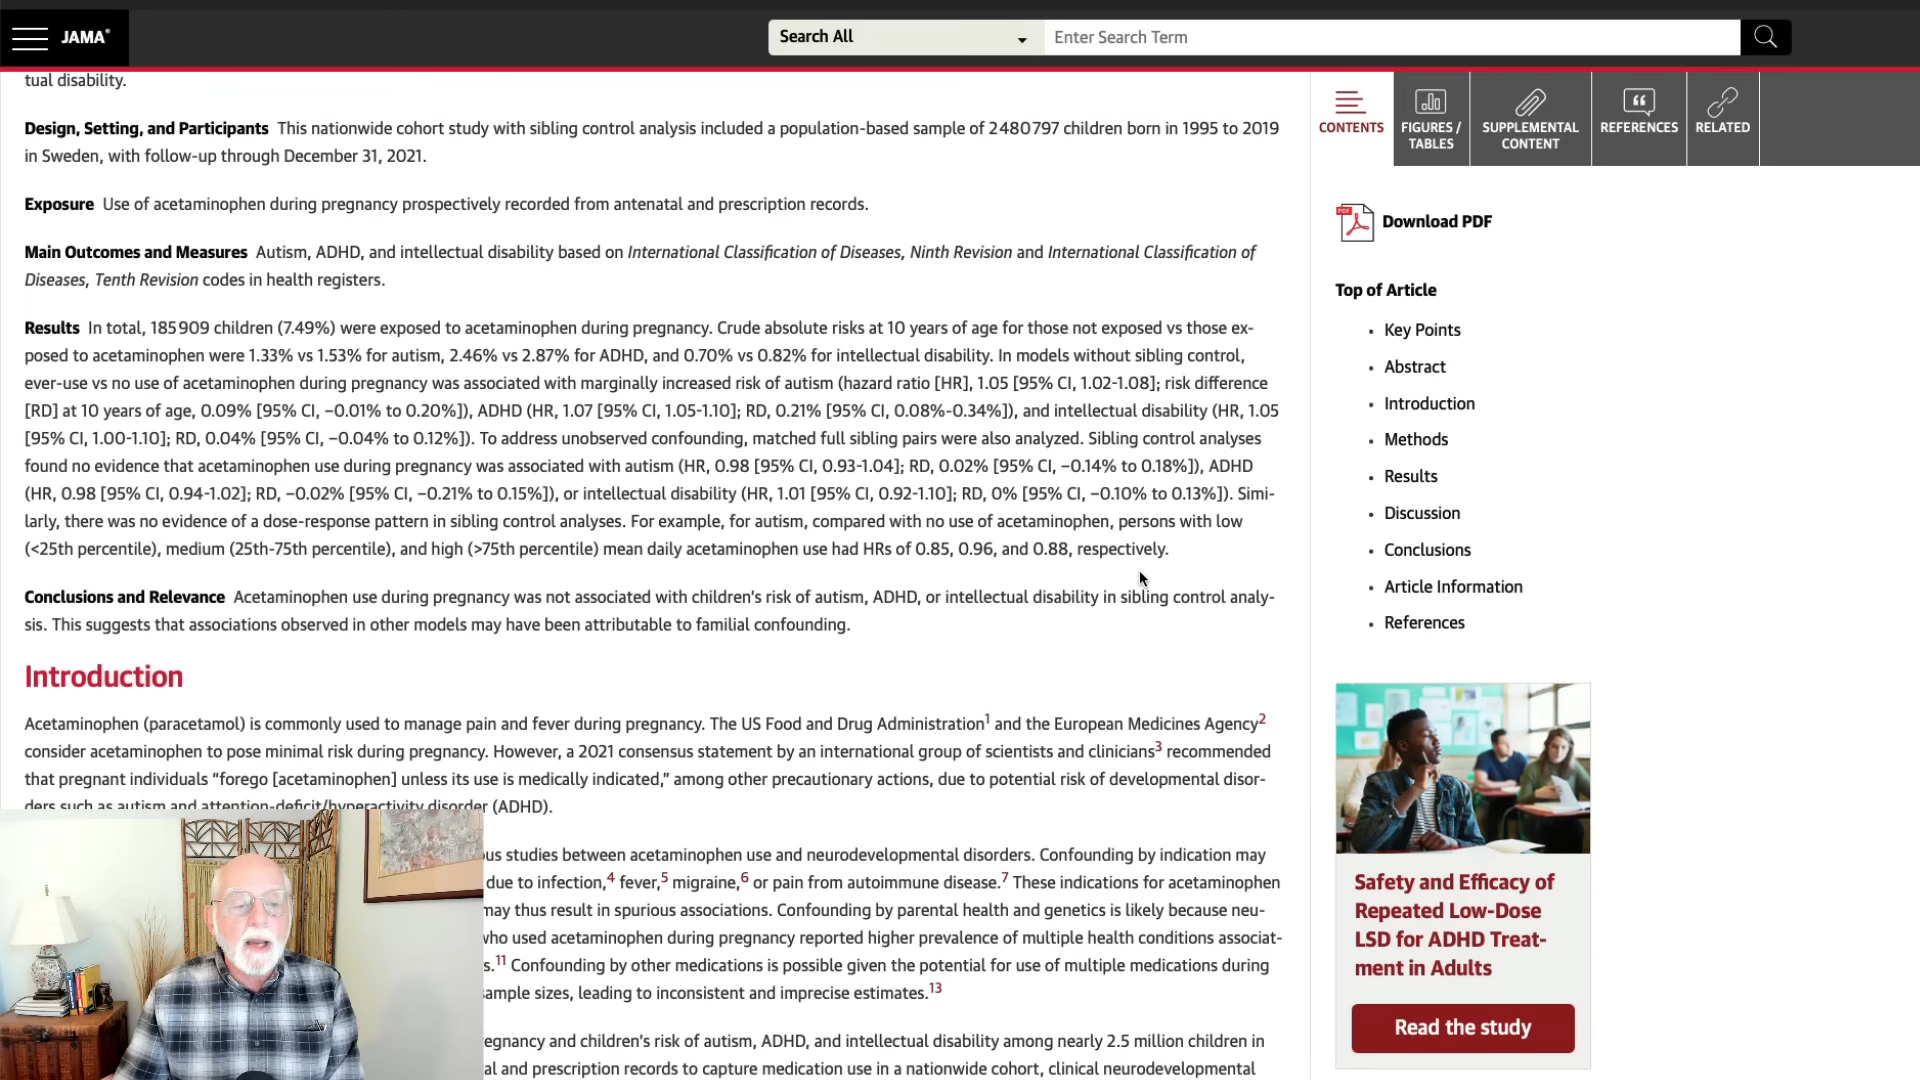 JAMA®
Search All
Enter Search Term
tual disability.
Design, Setting, and Participants This nationwide cohort study with sibling control analysis included a population-based sample of 2 480 797 children born in 1995 to 2019
in Sweden, with follow-up through December 31, 2021.
Exposure Use of acetaminophen during pregnancy prospectively recorded from antenatal and prescription records.
Main Outcomes and Measures Autism, ADHD, and intellectual disability based on International Classification of Diseases, Ninth Revision and International Classification of
Diseases, Tenth Revision codes in health registers.
Results In total, 185 909 children (7.49%) were exposed to acetaminophen during pregnancy. Crude absolute risks at 10 years of age for those not exposed vs those ex-
posed to acetaminophen were 1.33% vs 1.53% for autism, 2.46% vs 2.87% for ADHD, and 0.70% vs 0.82% for intellectual disability. In models without sibling control,
ever-use vs no use of acetaminophen during pregnancy was associated with marginally increased risk of autism (hazard ratio [HR], 1.05 [95% CI, 1.02-1.08]; risk difference
[RD] at 10 years of age, 0.09% [95% CI, −0.01% to 0.20%]), ADHD (HR, 1.07 [95% CI, 1.05-1.10]; RD, 0.21% [95% CI, 0.08%-0.34%]), and intellectual disability (HR, 1.05
[95% CI, 1.00-1.10]; RD, 0.04% [95% CI, −0.04% to 0.12%]). To address unobserved confounding, matched full sibling pairs were also analyzed. Sibling control analyses
found no evidence that acetaminophen use during pregnancy was associated with autism (HR, 0.98 [95% CI, 0.93-1.04]; RD, 0.02% [95% CI, −0.14% to 0.18%]), ADHD
(HR, 0.98 [95% CI, 0.94-1.02]; RD, −0.02% [95% CI, −0.21% to 0.15%]), or intellectual disability (HR, 1.01 [95% CI, 0.92-1.10]; RD, 0% [95% CI, −0.10% to 0.13%]). Simi-
larly, there was no evidence of a dose-response pattern in sibling control analyses. For example, for autism, compared with no use of acetaminophen, persons with low
(<25th percentile), medium (25th-75th percentile), and high (>75th percentile) mean daily acetaminophen use had HRs of 0.85, 0.96, and 0.88, respectively.
Conclusions and Relevance Acetaminophen use during pregnancy was not associated with children's risk of autism, ADHD, or intellectual disability in sibling control analy-
sis. This suggests that associations observed in other models may have been attributable to familial confounding.
Introduction
Acetaminophen (paracetamol) is commonly used to manage pain and fever during pregnancy. The US Food and Drug Administration1 and the European Medicines Agency2
consider acetaminophen to pose minimal risk during pregnancy. However, a 2021 consensus statement by an international group of scientists and clinicians3 recommended
that pregnant individuals “forego [acetaminophen] unless its use is medically indicated,” among other precautionary actions, due to potential risk of developmental disor-
ders such as autism and attention-deficit/hyperactivity disorder (ADHD).
us studies between acetaminophen use and neurodevelopmental disorders. Confounding by indication may
due to infection,4 fever,5 migraine,6 or pain from autoimmune disease.7 These indications for acetaminophen
may thus result in spurious associations. Confounding by parental health and genetics is likely because neu-
who used acetaminophen during pregnancy reported higher prevalence of multiple health conditions associat-
s.11 Confounding by other medications is possible given the potential for use of multiple medications during
sample sizes, leading to inconsistent and imprecise estimates.13
egnancy and children's risk of autism, ADHD, and intellectual disability among nearly 2.5 million children in
al and prescription records to capture medication use in a nationwide cohort, clinical neurodevelopmental
CONTENTS
FIGURES /
TABLES
SUPPLEMENTAL
CONTENT
REFERENCES
RELATED
PDF
Download PDF
Top of Article
Key Points
Abstract
Introduction
Methods
Results
Discussion
Conclusions
Article Information
References
Safety and Efficacy of
Repeated Low-Dose
LSD for ADHD Treat-
ment in Adults
Read the study